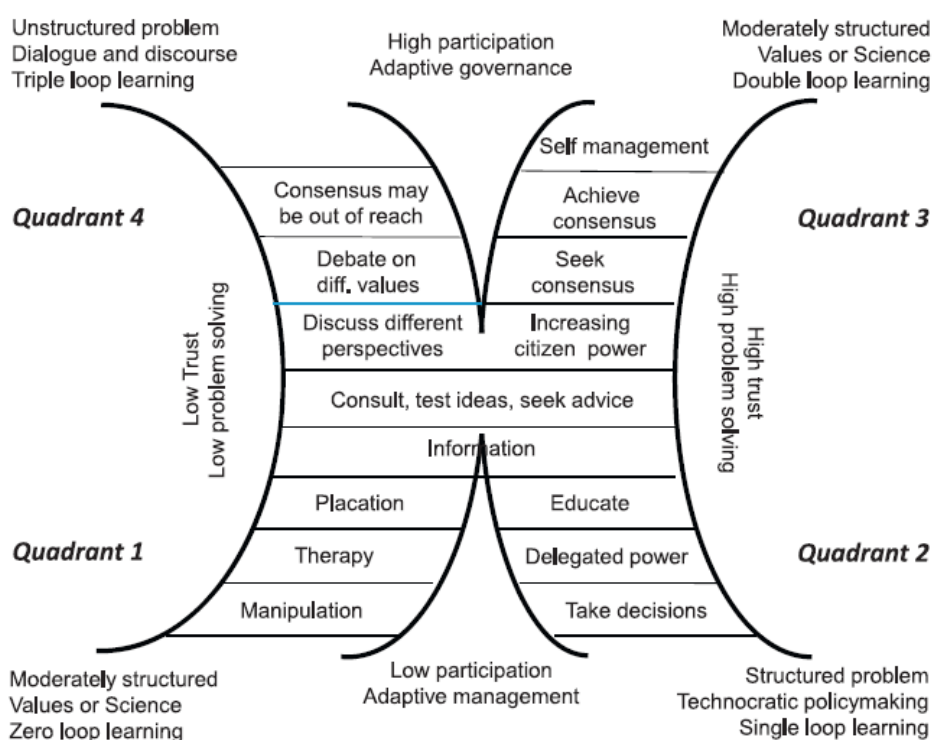 Unstructured problem
Dialogue and discourse
Triple loop learning
High participation
Adaptive governance
Moderately structured
Values or Science
Double loop learning
Self management
Quadrant 4
Consensus may
be out of reach
Achieve
consensus
Quadrant 3
Debate on
diff. values
Seek
consensus
Low Trust
Low problem solving
Discuss different
perspectives
Increasing
citizen power
High trust
High problem solving
Consult, test ideas, seek advice
Information
Placation
Educate
Quadrant 1
Therapy
Delegated power
Quadrant 2
Manipulation
Take decisions
Moderately structured
Values or Science
Zero loop learning
Low participation
Adaptive management
Structured problem
Technocratic policymaking
Single loop learning